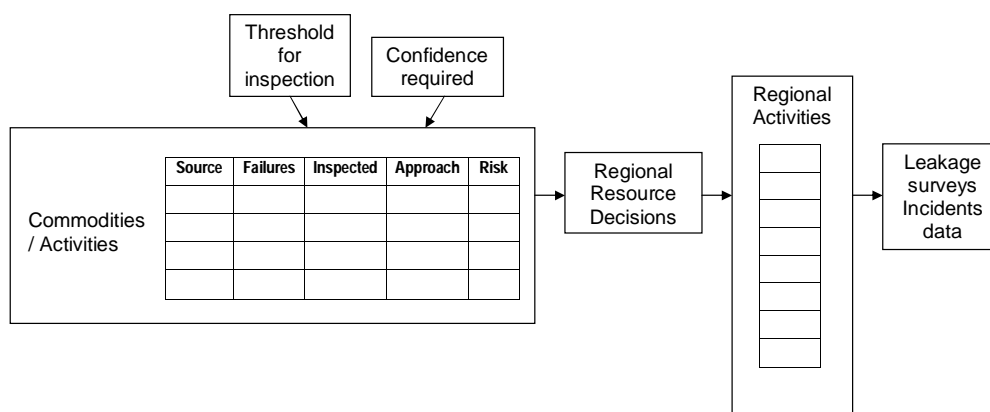 Threshold
for
inspection
Confidence
required
Commodities
/ Activities
Source Failures Inspected Approach Risk
Regional
Resource
Decisions
Regional
Activities
Leakage
surveys
Incidents
data